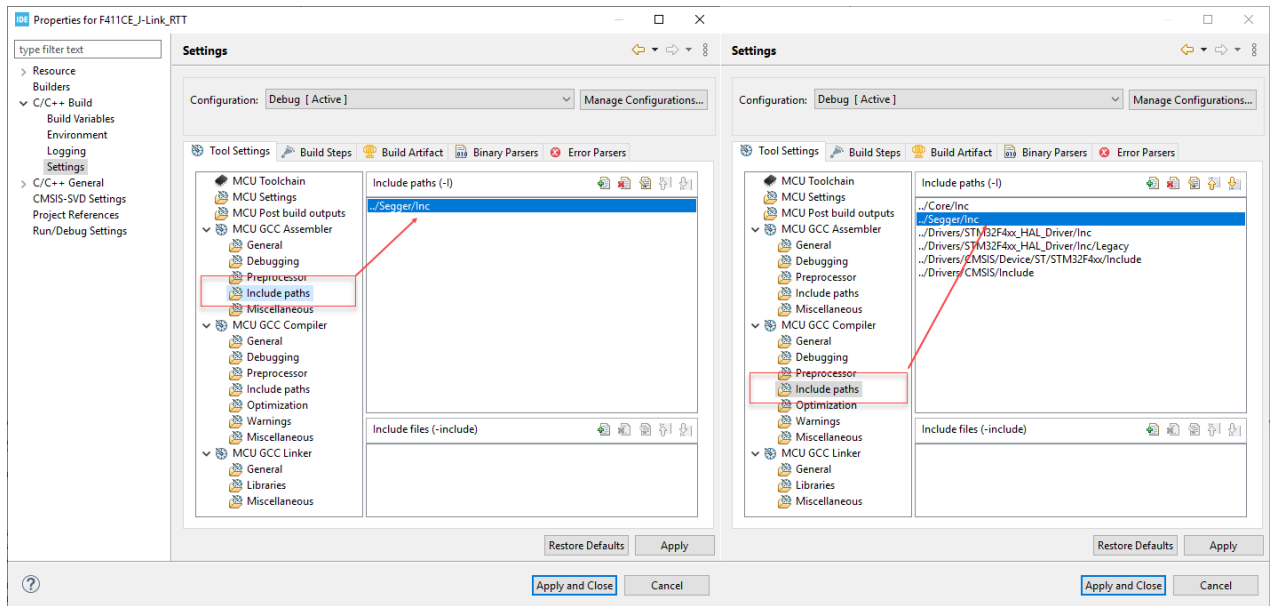 IDE Properties for F411CE_J-Link_RTT
type filter text
Resource
Builders
C/C++ Build
Build Variables
Environment
Logging
Settings
C/C++ General
CMSIS-SVD Settings
Project References
Run/Debug Settings
Settings
Configuration: Debug [ Active ]
Manage Configurations...
Tool Settings Build Steps Build Artifact Binary Parsers Error Parsers
MCU Toolchain
MCU Settings
MCU Post build outputs
MCU GCC Assembler
General
Debugging
Preprocessor
Include paths
Miscellaneous
MCU GCC Compiler
General
Debugging
Preprocessor
Include paths
Optimization
Warnings
Miscellaneous
MCU GCC Linker
General
Libraries
Miscellaneous
Include paths (-I)
../Segger/Inc
Include files (-include)
Restore Defaults Apply
Apply and Close Cancel
Settings
Configuration: Debug [ Active ]
Manage Configurations...
Tool Settings Build Steps Build Artifact Binary Parsers Error Parsers
MCU Toolchain
MCU Settings
MCU Post build outputs
MCU GCC Assembler
General
Debugging
Preprocessor
Include paths
Miscellaneous
MCU GCC Compiler
General
Debugging
Preprocessor
Include paths
Optimization
Warnings
Miscellaneous
MCU GCC Linker
General
Libraries
Miscellaneous
Include paths (-I)
../Core/Inc
../Segger/Inc
../Drivers/STM32F4xx_HAL_Driver/Inc
../Drivers/STM32F4xx_HAL_Driver/Inc/Legacy
../Drivers/CMSIS/Device/ST/STM32F4xx/Include
../Drivers/CMSIS/Include
Include files (-include)
Restore Defaults Apply
Apply and Close Cancel